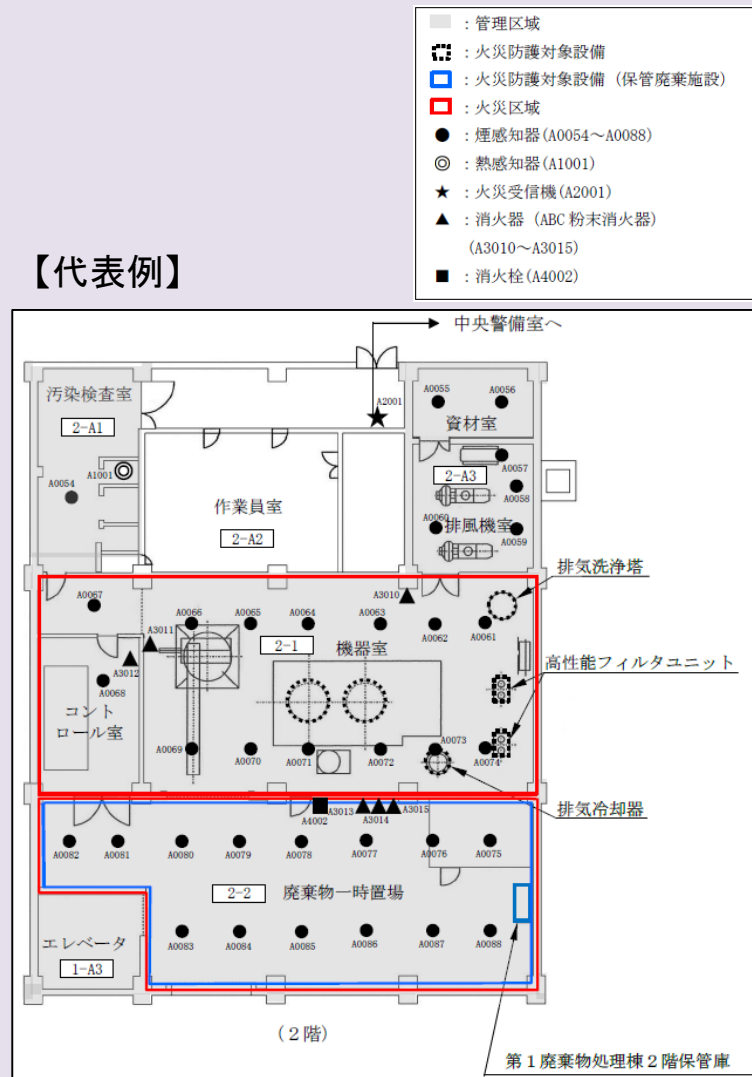 ：管理区域
：火災防護対象設備
：火災防護対象設備（保管廃棄施設）
：火災区域
：煙感知器(A0054～A0088)
：熱感知器(A1001)
：火災受信機(A2001)
：消火器（ABC 粉末消火器）
(A3010～A3015)
：消火栓(A4002)
【代表例】
中央警備室へ
汚染検査室
2-A1
A1001
A0054
A2001
作業員室
2-A2
A0055
A0056
資材室
A0057
2-A3
A0058
A0060
排風機室
A0059
排気洗浄塔
A0067
A0066
A0065
A0064
A0063
A3010
A0062
A0061
A3011
2-1
機器室
A3012
A0068
コント
ロール室
高性能フィルタユニット
A0069
A0070
A0071
A0072
A0073
A0074
排気冷却器
A4002
A3013
A3014
A3015
A0082
A0081
A0080
A0079
A0078
A0077
A0076
A0075
2-2
廃棄物一時置場
エレベータ
1-A3
A0083
A0084
A0085
A0086
A0087
A0088
(２階)
第１廃棄物処理棟２階保管庫